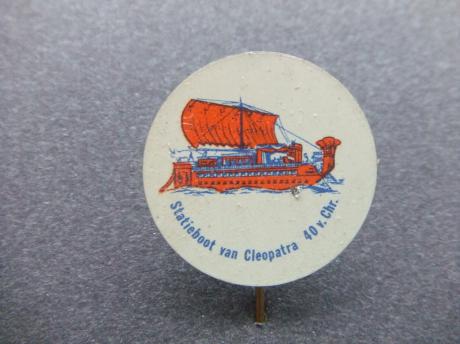 Statieboot van Cleopatra 40 v. Chr.